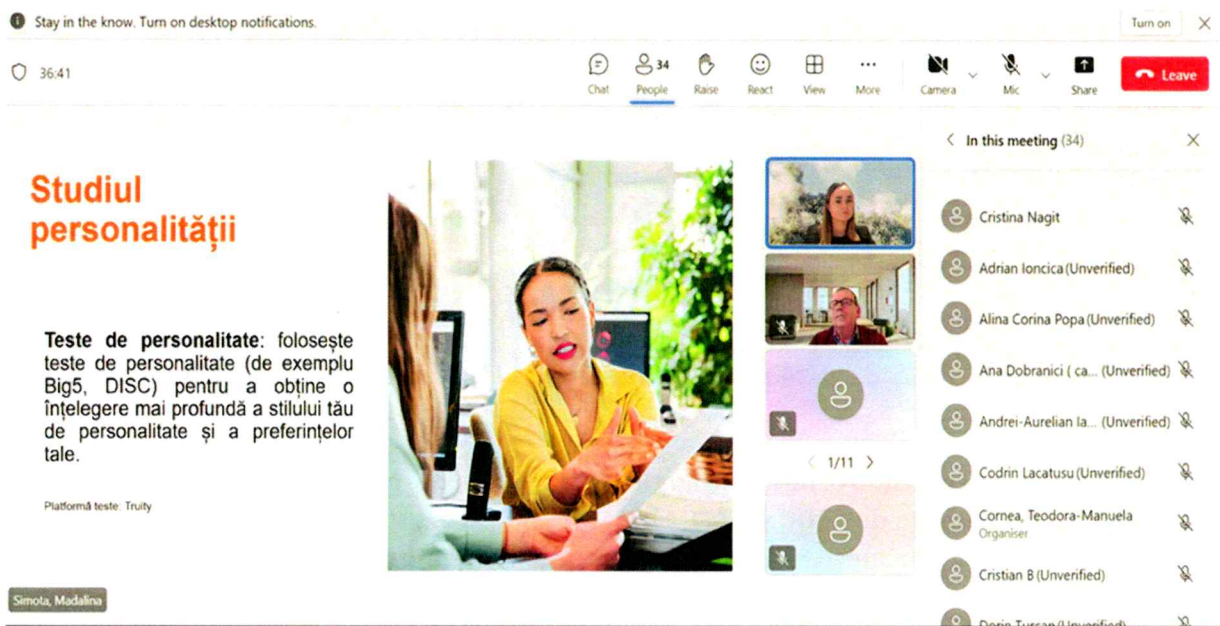 Stay in the know. Turn on desktop notifications.
Turn on
36:41
34
Chat
People
Raise
React
View
More
Camera
Mic
Share
Leave
Studiul
personalității
Teste de personalitate: folosește
teste de personalitate (de exemplu
Big5, DISC) pentru a obține o
înțelegere mai profundă a stilului tău
de personalitate și a preferințelor
tale.
Platformă teste: Truity
Simota, Madalina
1/11
In this meeting (34)
Cristina Nagit
Adrian Ioncica (Unverified)
Alina Corina Popa (Unverified)
Ana Dobranici ( ca... (Unverified)
Andrei-Aurelian Ia... (Unverified)
Codrin Lacatusu (Unverified)
Cornea, Teodora-Manuela
Organiser
Cristian B (Unverified)
Dorin Tursan (Unverified)